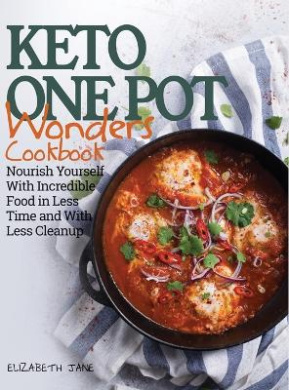 KETO
ONE POT
Wonders
Cookbook
Nourish Yourself
With Incredible
Food in Less
Time and With
Less Cleanup
ELIZABETH JANE